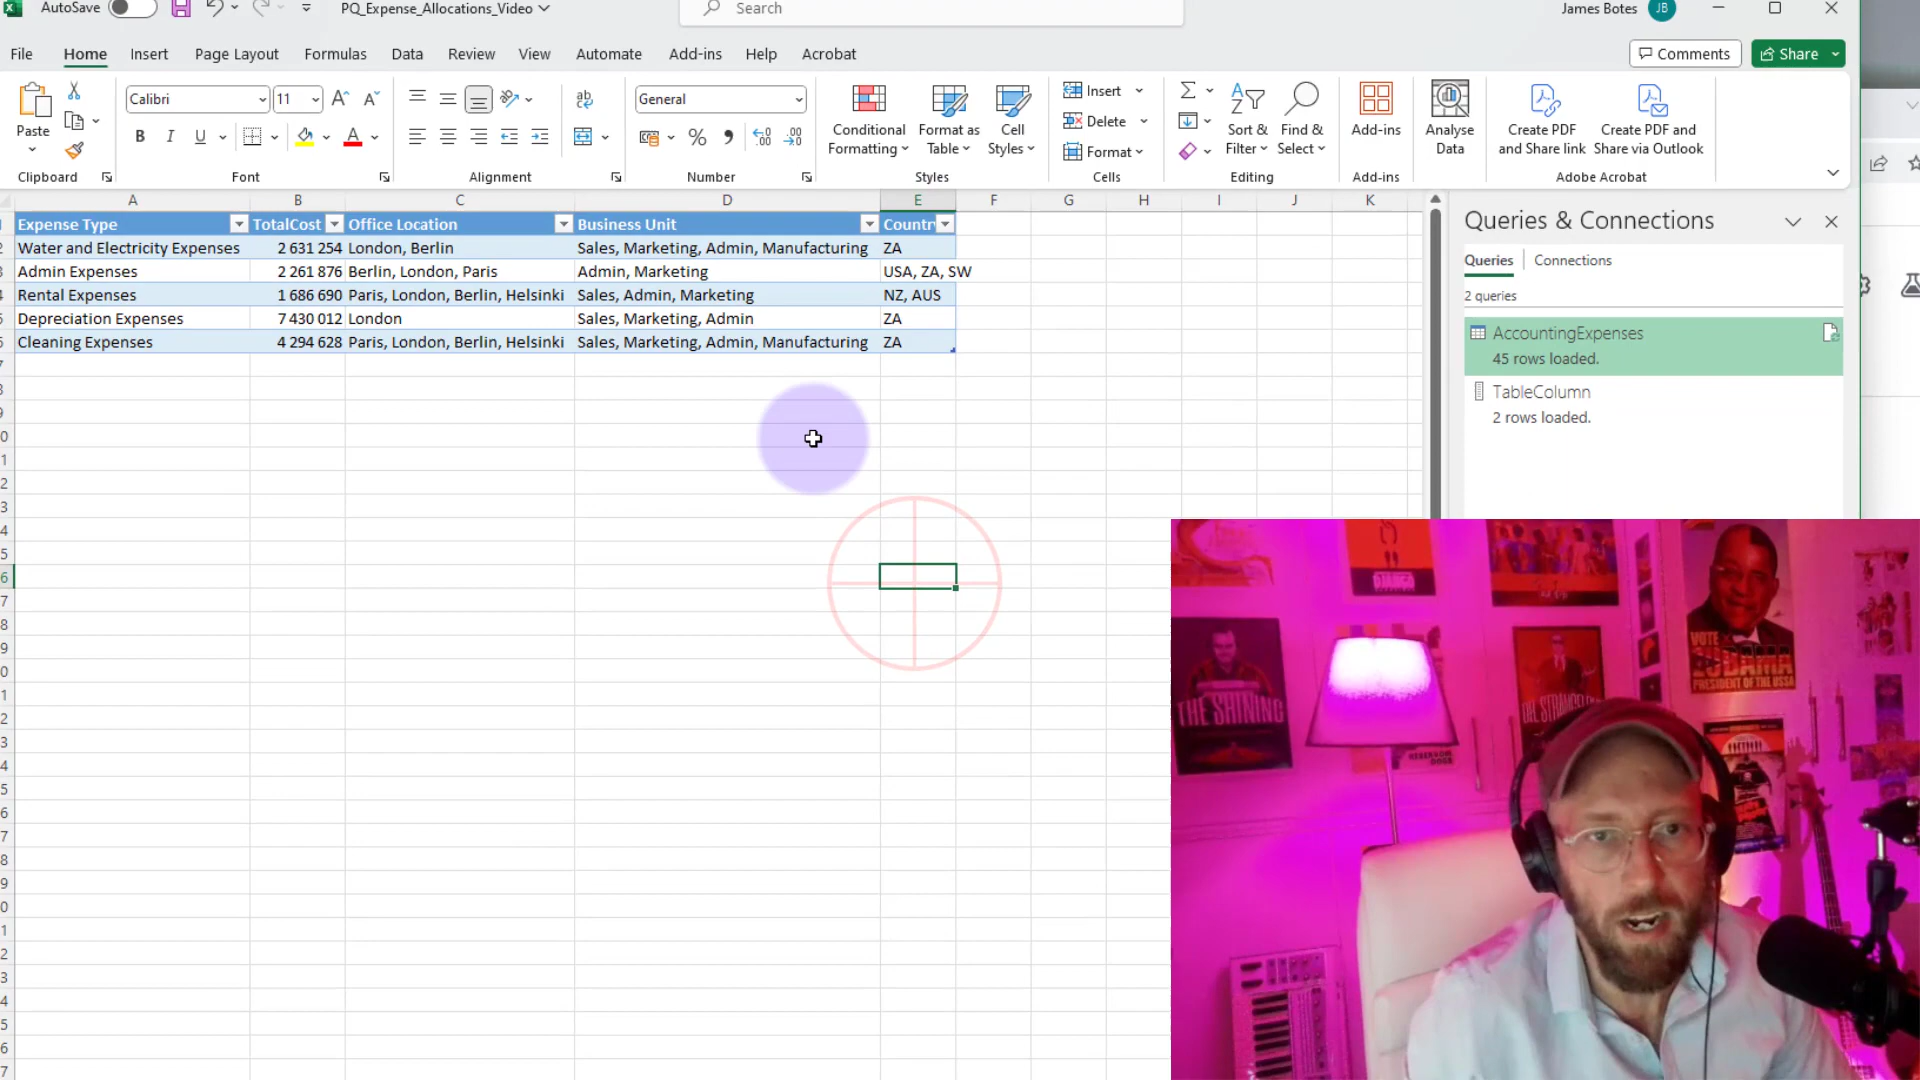 AutoSave
PQ_Expense_Allocations_Video
Search
James Botes
JB
File Home Insert Page Layout Formulas Data Review View Automate Add-ins Help Acrobat
Comments
Share
Calibri
11
General
Paste
Conditional
Formatting
Format as
Table
Cell
Styles
Insert
Delete
Format
Sort &
Filter
Find &
Select
Add-ins
Analyse
Data
Create PDF
and Share link
Create PDF and
Share via Outlook
Clipboard Font Alignment Number Styles Cells Editing Add-ins Adobe Acrobat
A B C D E F G H I J K
Expense Type TotalCost Office Location Business Unit Countr
Water and Electricity Expenses 2 631 254 London, Berlin Sales, Marketing, Admin, Manufacturing ZA
Admin Expenses 2 261 876 Berlin, London, Paris Admin, Marketing USA, ZA, SW
Rental Expenses 1 686 690 Paris, London, Berlin, Helsinki Sales, Admin, Marketing NZ, AUS
Depreciation Expenses 7 430 012 London Sales, Marketing, Admin ZA
Cleaning Expenses 4 294 628 Paris, London, Berlin, Helsinki Sales, Marketing, Admin, Manufacturing ZA
Queries & Connections
Queries Connections
2 queries
AccountingExpenses
45 rows loaded.
TableColumn
2 rows loaded.
DJANGO
THE SHINING
VOTE
OBAMA
PRESIDENT OF THE USSA